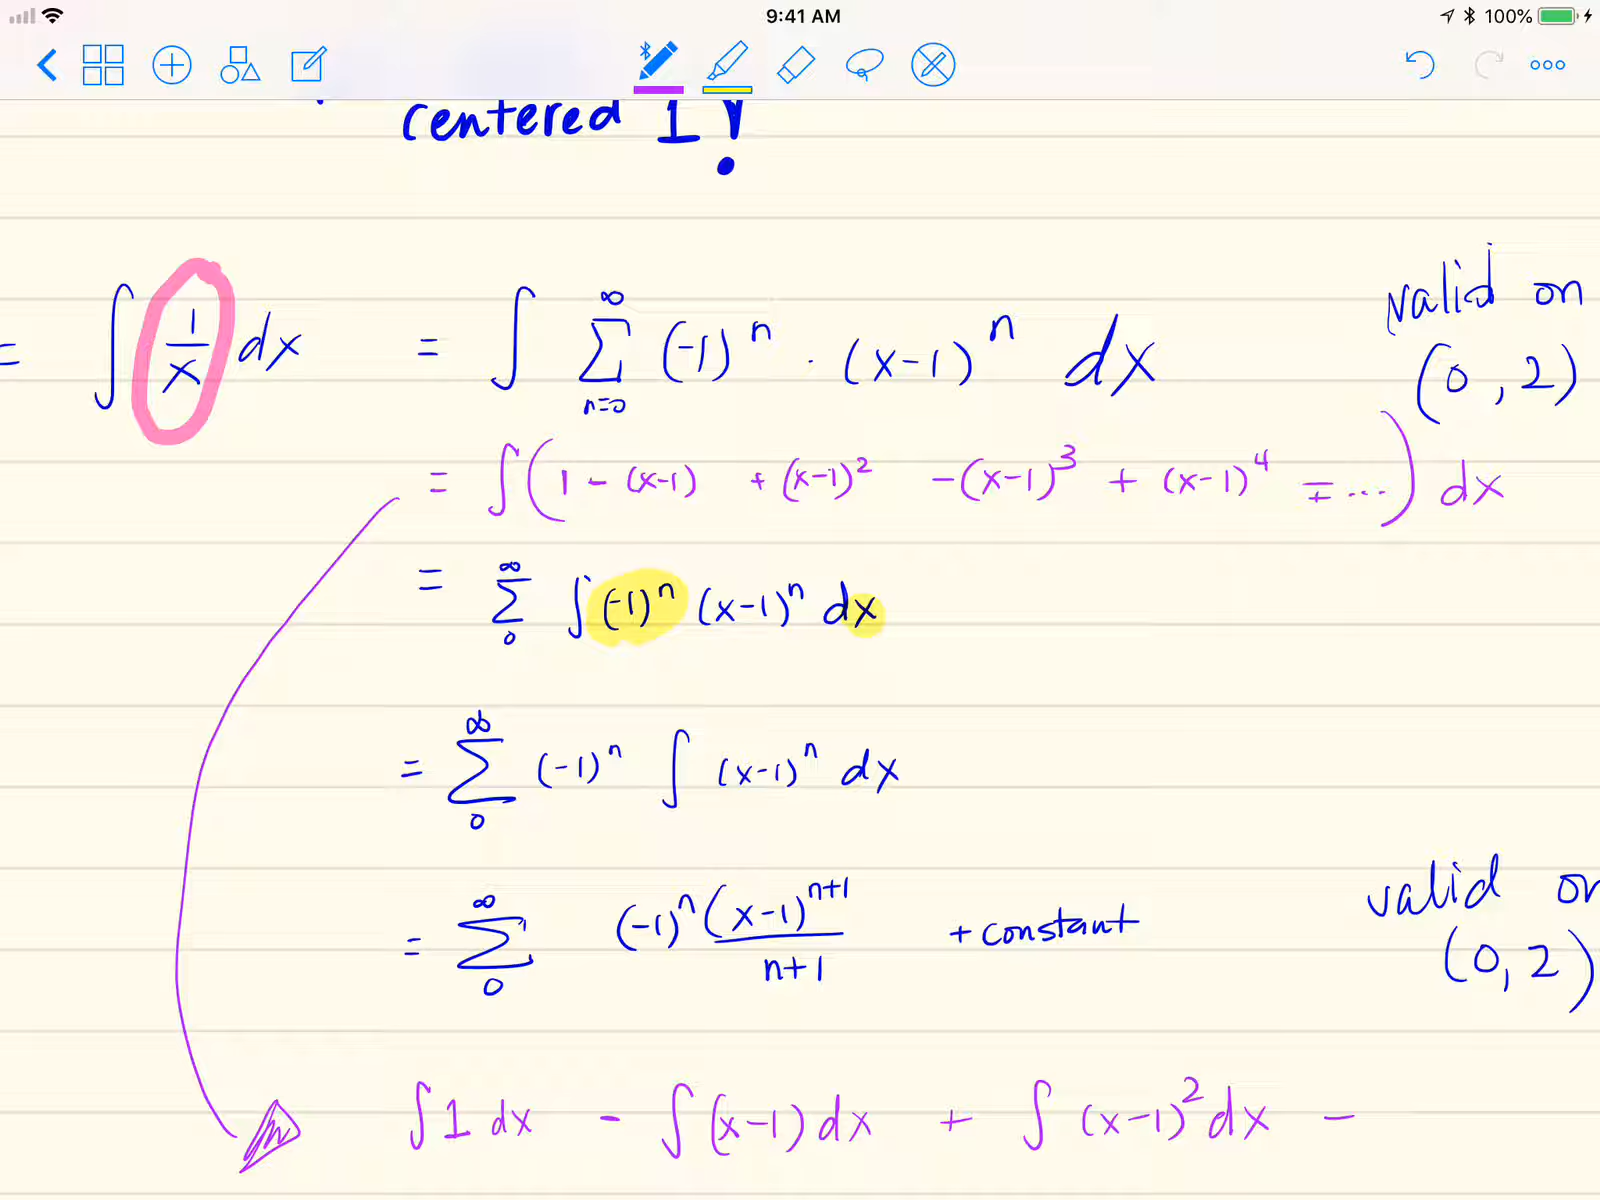 9:41 AM
100%
centered 1!
valid on
= ∫ 1/x dx = ∫ ∑_{n=0}^{∞} (-1)^n · (x-1)^n dx
(0, 2)
= ∫ (1 - (x-1) + (x-1)^2 - (x-1)^3 + (x-1)^4 ∓ ...) dx
= ∑_0^∞ ∫ (-1)^n (x-1)^n dx
= ∑_0^∞ (-1)^n ∫ (x-1)^n dx
valid on
= ∑_0^∞ (-1)^n (x-1)^{n+1} / n+1 + constant
(0, 2)
∫ 1 dx - ∫ (x-1) dx + ∫ (x-1)^2 dx -